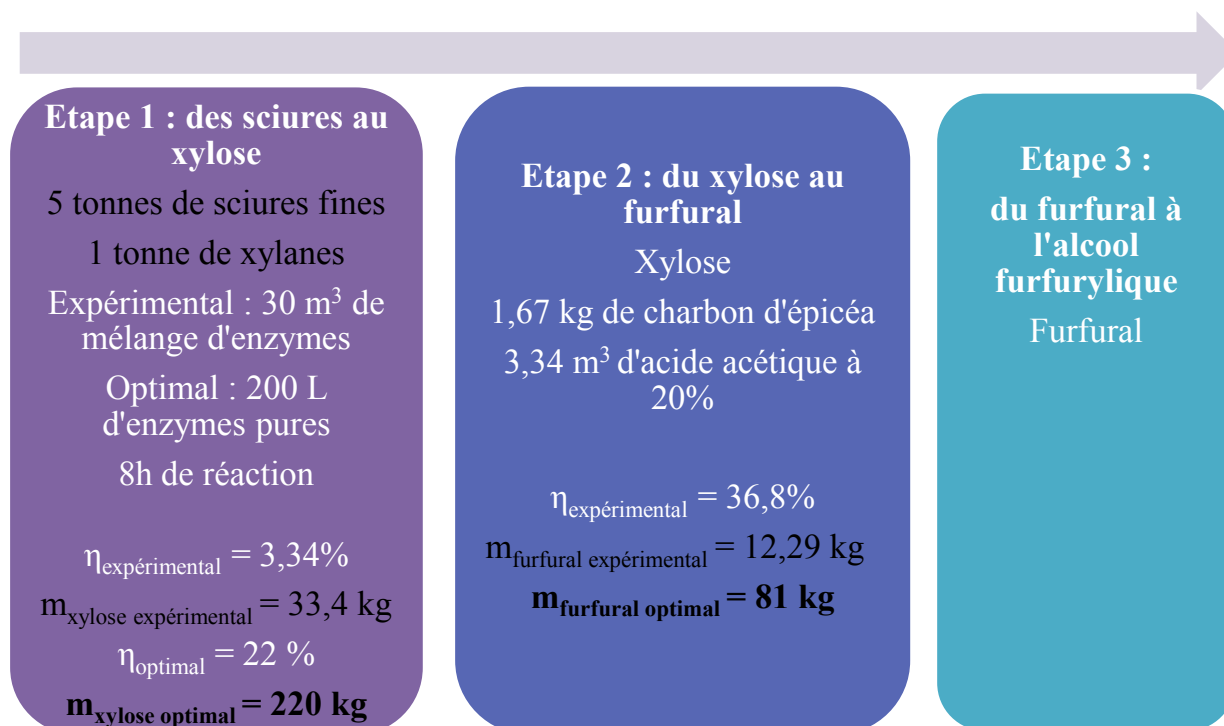 Etape 1 : des sciures au
xylose
5 tonnes de sciures fines
1 tonne de xylanes
Expérimental : 30 m³ de
mélange d'enzymes
Optimal : 200 L
d'enzymes pures
8h de réaction
ηexpérimental = 3,34%
mxylose expérimental = 33,4 kg
ηoptimal = 22 %
mxylose optimal = 220 kg
Etape 2 : du xylose au
furfural
Xylose
1,67 kg de charbon d'épicéa
3,34 m³ d'acide acétique à
20%
ηexpérimental = 36,8%
mfurfural expérimental = 12,29 kg
mfurfural optimal = 81 kg
Etape 3 :
du furfural à
l'alcool
furfurylique
Furfural